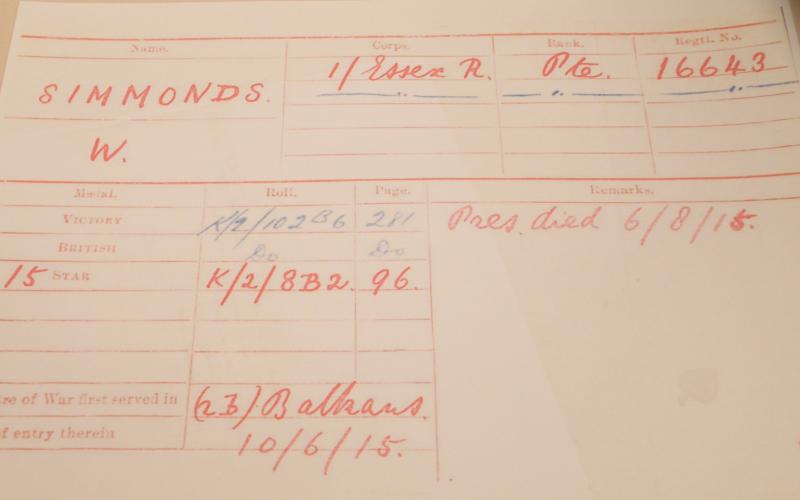 Name. Corps. Rank. Regtl. No.
SIMMONDS. 1/Essex R. Pte. 16643
W. " " "
Medal. Roll. Page. Remarks.
VICTORY K/2/102B6 281 Pres. died 6/8/15.
BRITISH Do Do
15 STAR K/2/8B2. 96.
re of War first served in (2B) Balkans.
of entry therein 10/6/15.